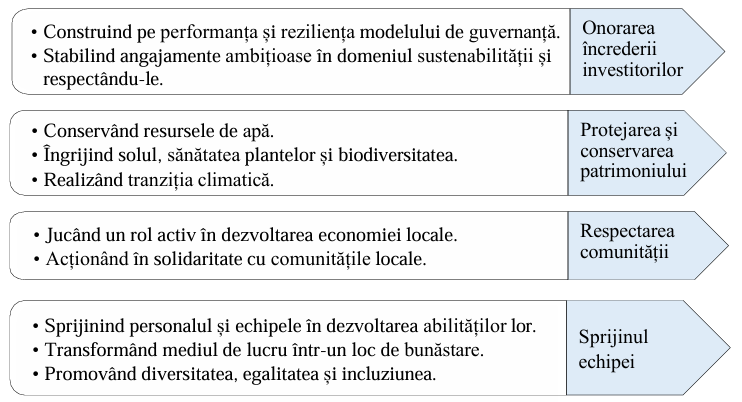 • Construind pe performanța și reziliența modelului de guvernanță.
• Stabilind angajamente ambițioase în domeniul sustenabilității și
respectându-le.
Onorarea
încrederii
investitorilor
• Conservând resursele de apă.
• Îngrijind solul, sănătatea plantelor și biodiversitatea.
• Realizând tranziția climatică.
Protejarea și
conservarea
patrimoniului
• Jucând un rol activ în dezvoltarea economiei locale.
• Acționând în solidaritate cu comunitățile locale.
Respectarea
comunității
• Sprijinind personalul și echipele în dezvoltarea abilităților lor.
• Transformând mediul de lucru într-un loc de bunăstare.
• Promovând diversitatea, egalitatea și incluziunea.
Sprijinul
echipei